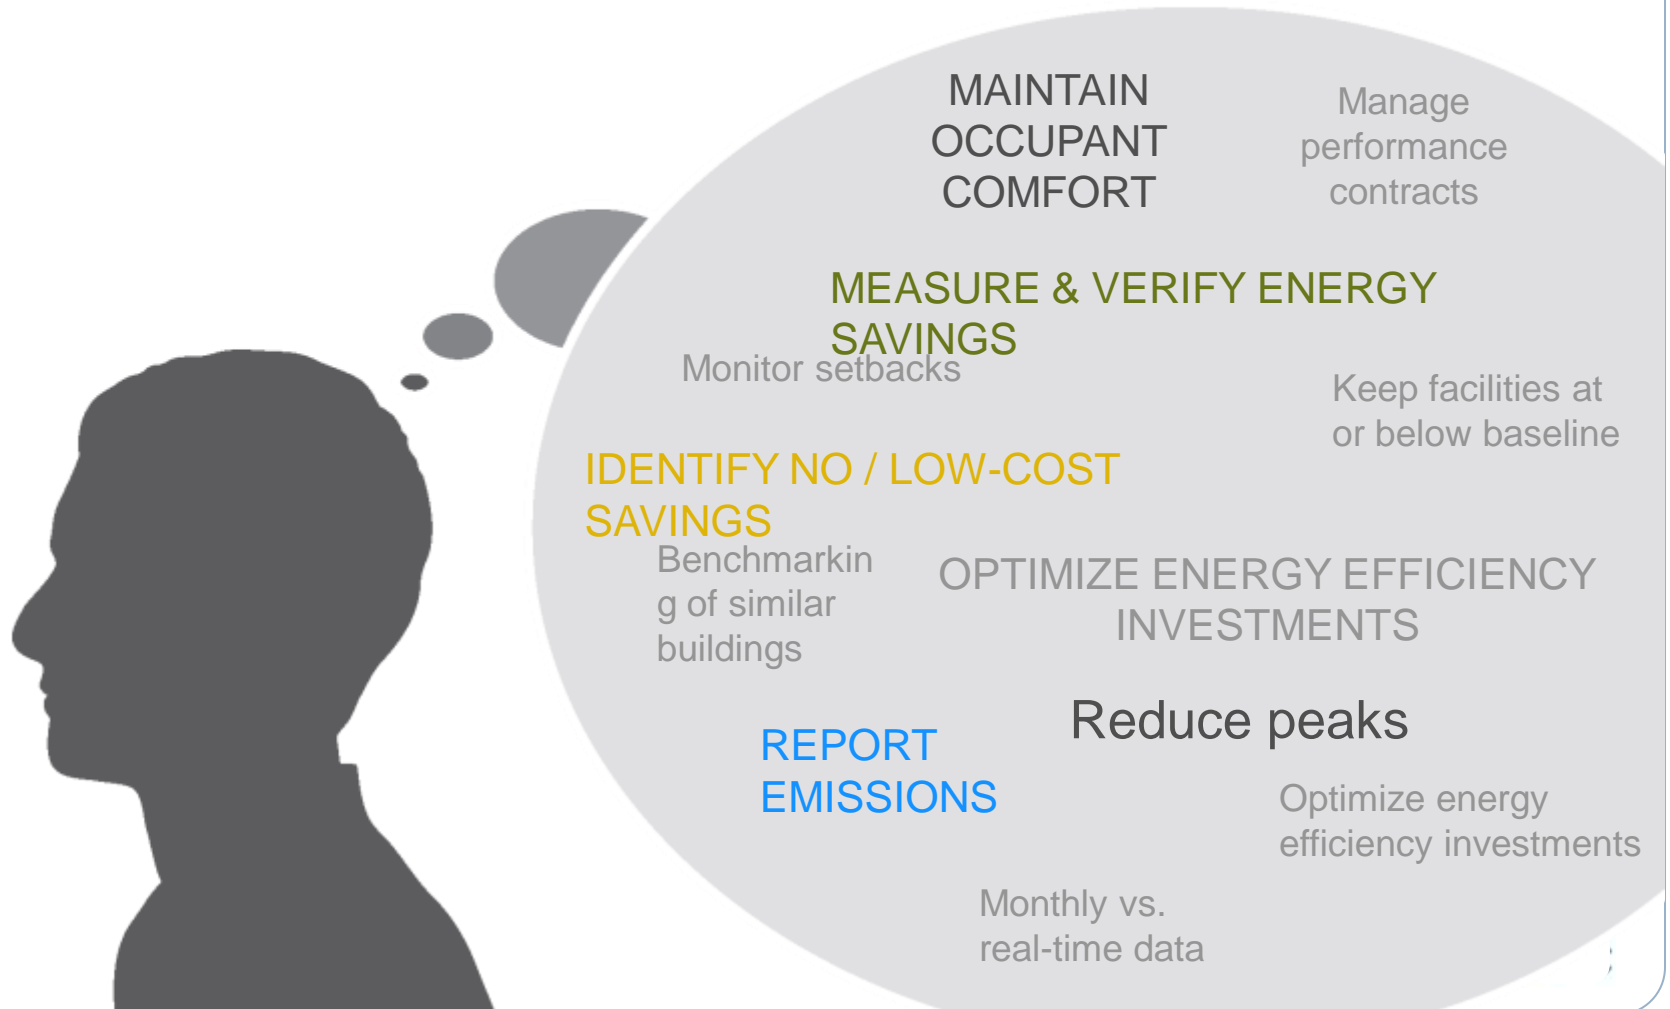 MAINTAIN
OCCUPANT
COMFORT
Manage
performance
contracts
MEASURE & VERIFY ENERGY
SAVINGS
Monitor setbacks
Keep facilities at
or below baseline
IDENTIFY NO / LOW-COST
SAVINGS
Benchmarkin
g of similar
buildings
OPTIMIZE ENERGY EFFICIENCY
INVESTMENTS
Reduce peaks
REPORT
EMISSIONS
Optimize energy
efficiency investments
Monthly vs.
real-time data